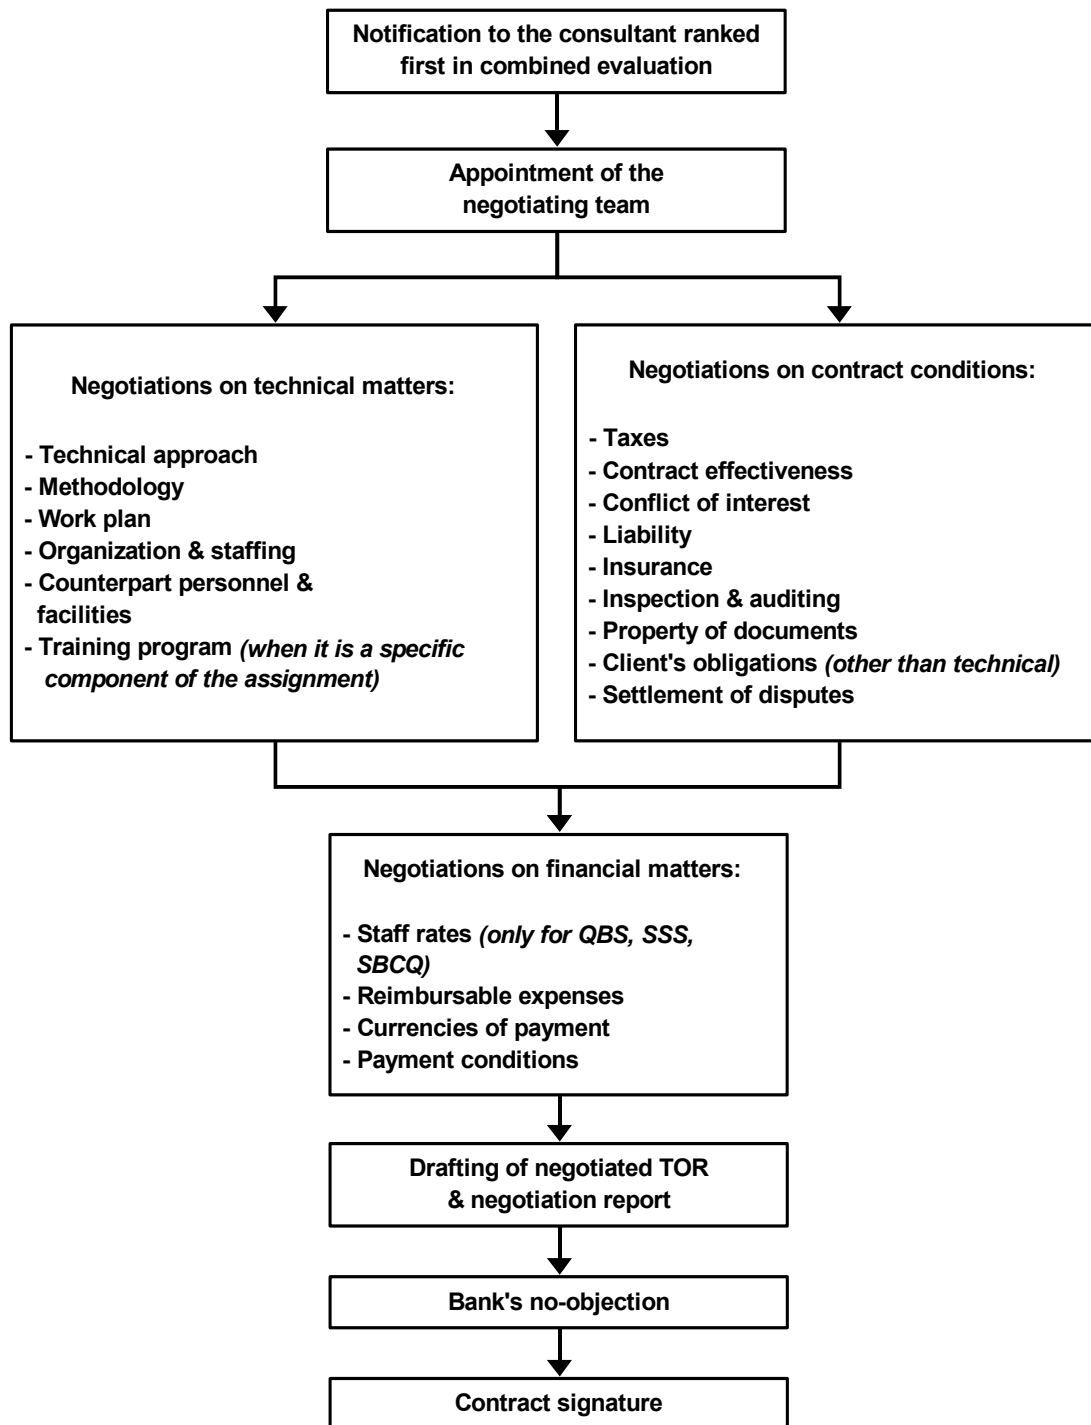 Notification to the consultant ranked
first in combined evaluation
Appointment of the
negotiating team
Negotiations on technical matters:
- Technical approach
- Methodology
- Work plan
- Organization & staffing
- Counterpart personnel &
facilities
- Training program (when it is a specific
component of the assignment)
Negotiations on contract conditions:
- Taxes
- Contract effectiveness
- Conflict of interest
- Liability
- Insurance
- Inspection & auditing
- Property of documents
- Client's obligations (other than technical)
- Settlement of disputes
Negotiations on financial matters:
- Staff rates (only for QBS, SSS,
SBCQ)
- Reimbursable expenses
- Currencies of payment
- Payment conditions
Drafting of negotiated TOR
& negotiation report
Bank's no-objection
Contract signature